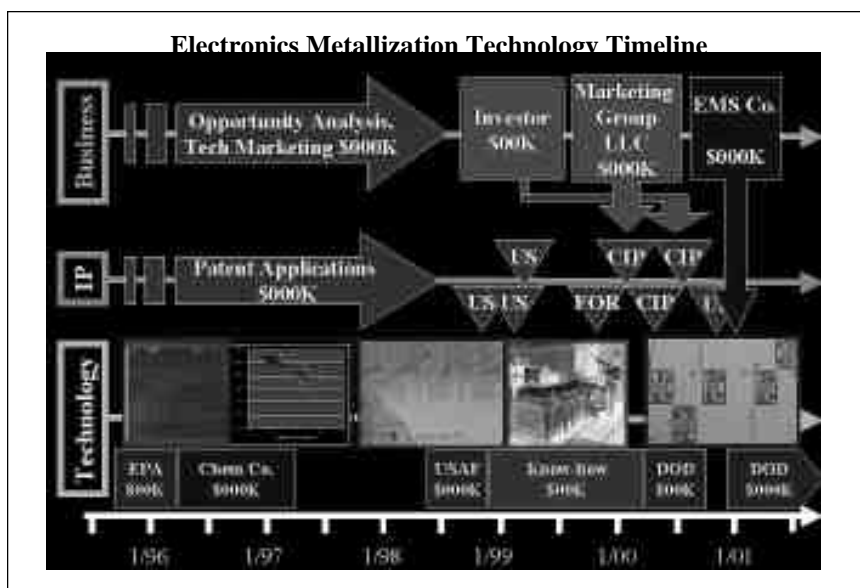 Electronics Metallization Technology Timeline
Business
Opportunity Analysis,
Tech Marketing $000K
Investor
$00K
Marketing
Group
LLC
$000K
EMS Co.
$000K
IP
Patent Applications
$000K
US
CIP
CIP
US
US
FOR
CIP
Technology
EPA
$00K
Chem Co.
$000K
USAF
$000K
Know-how
$00K
DOD
$00K
DOD
$000K
1/96
1/97
1/98
1/99
1/00
1/01